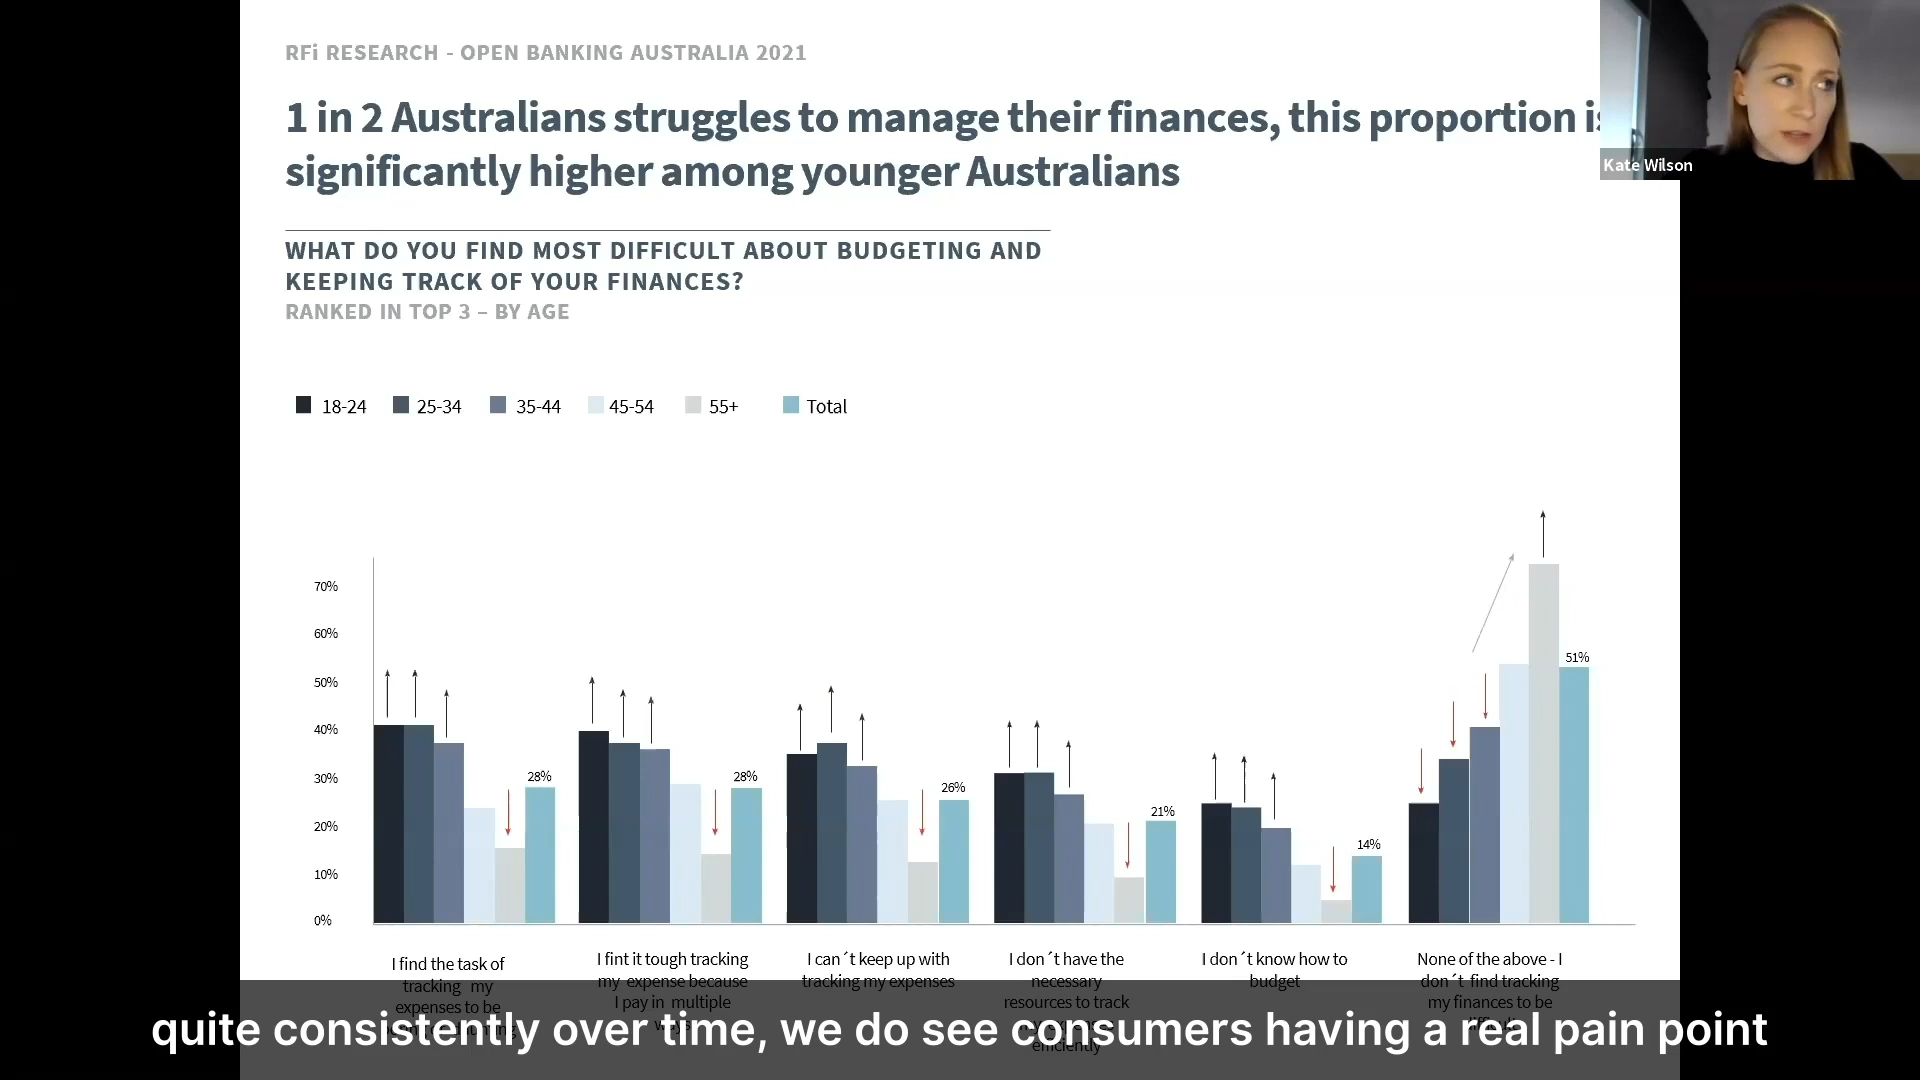 RFi RESEARCH - OPEN BANKING AUSTRALIA 2021
1 in 2 Australians struggles to manage their finances, this proportion is
significantly higher among younger Australians
Kate Wilson
WHAT DO YOU FIND MOST DIFFICULT ABOUT BUDGETING AND
KEEPING TRACK OF YOUR FINANCES?
RANKED IN TOP 3 – BY AGE
18-24 25-34 35-44 45-54 55+ Total
70%
60%
50%
40%
30%
20%
10%
0%
28%
28%
26%
21%
14%
51%
I find the task of
tracking my
expenses to be
I fint it tough tracking
my expense because
I pay in multiple
ways
I can´t keep up with
tracking my expenses
I don´t have the
necessary
resources to track
efficiently
I don´t know how to
budget
None of the above - I
don´t find tracking
my finances to be
quite consistently over time, we do see consumers having a real pain point